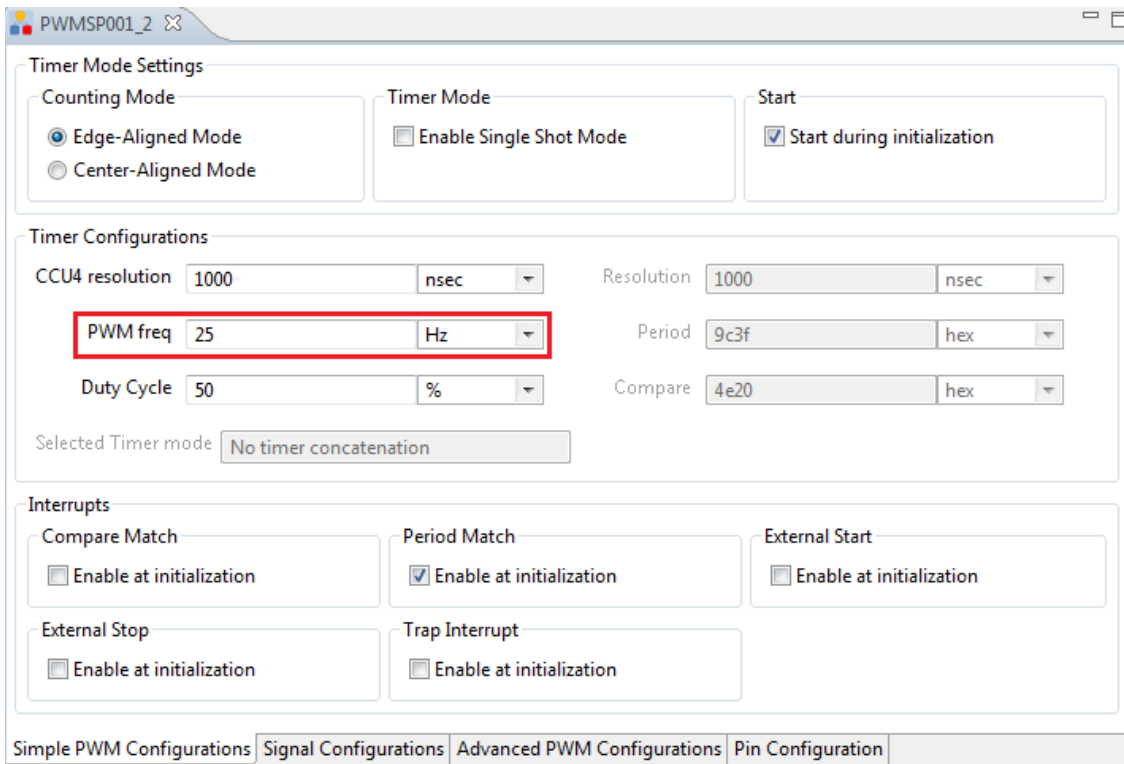 PWMSP001_2
Timer Mode Settings
Counting Mode
Edge-Aligned Mode
Center-Aligned Mode
Timer Mode
Enable Single Shot Mode
Start
Start during initialization
Timer Configurations
CCU4 resolution 1000 nsec Resolution 1000 nsec
PWM freq 25 Hz Period 9c3f hex
Duty Cycle 50 % Compare 4e20 hex
Selected Timer mode No timer concatenation
Interrupts
Compare Match
Enable at initialization
Period Match
Enable at initialization
External Start
Enable at initialization
External Stop
Enable at initialization
Trap Interrupt
Enable at initialization
Simple PWM Configurations Signal Configurations Advanced PWM Configurations Pin Configuration